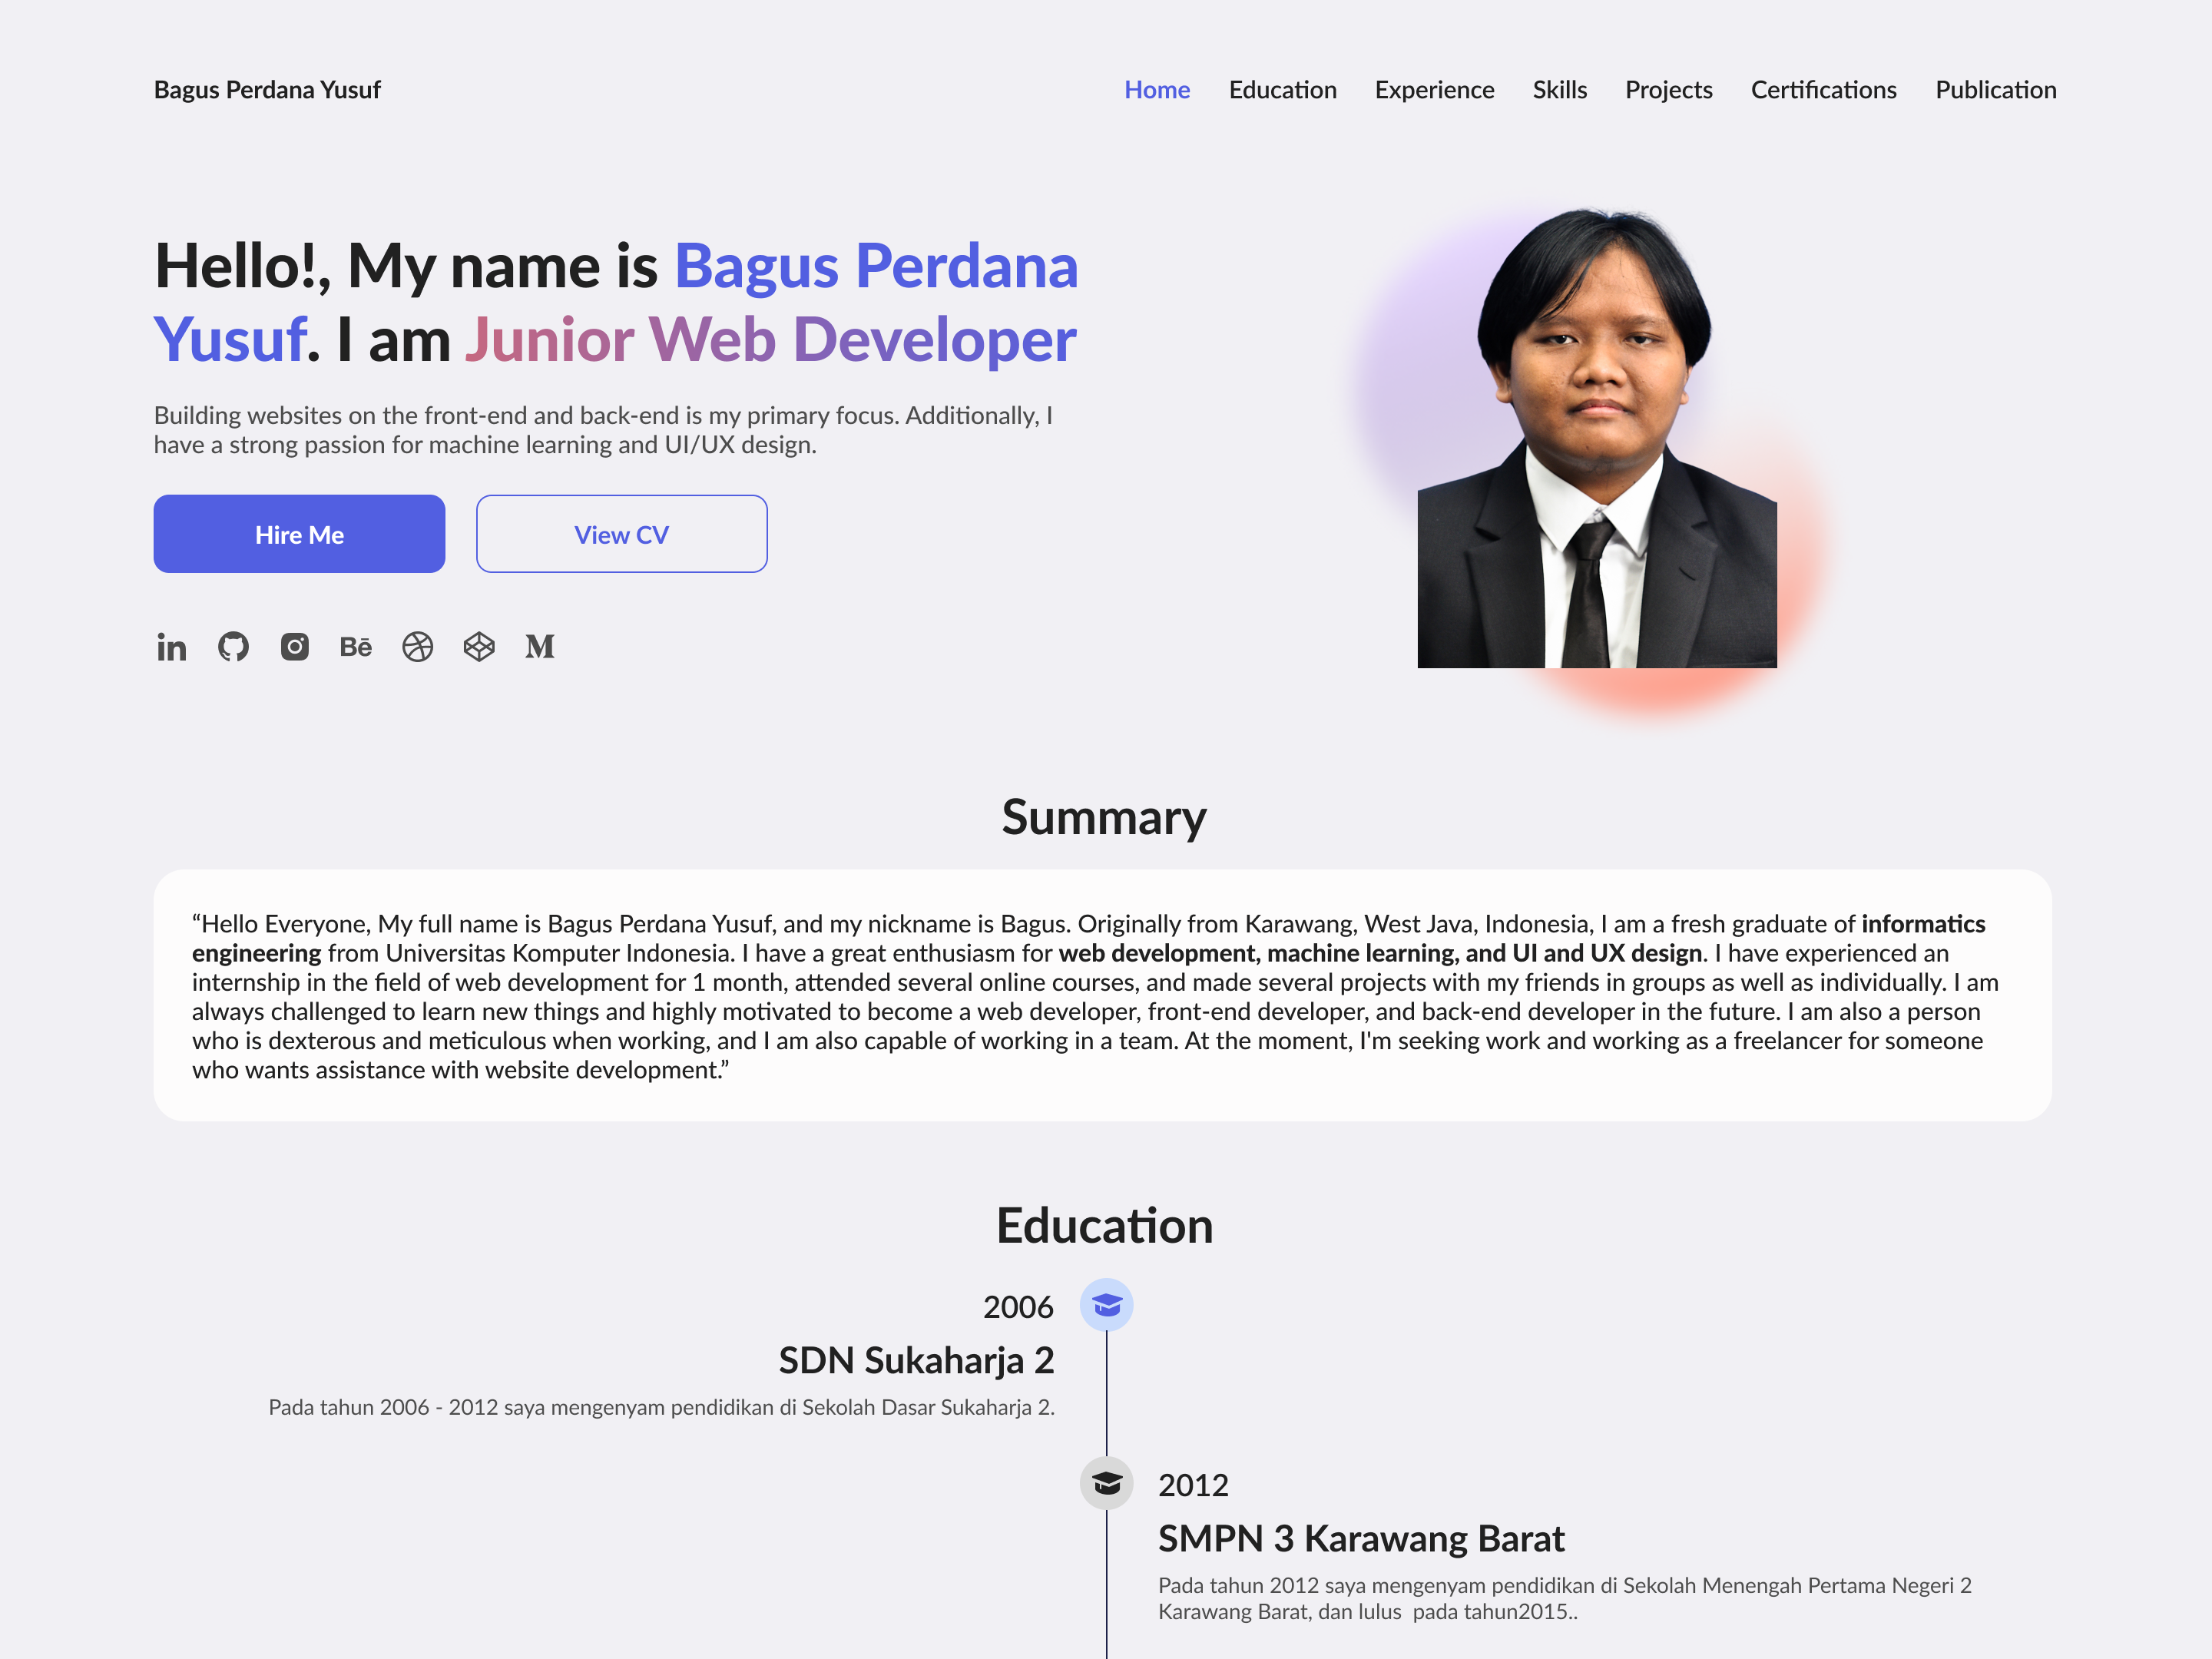 Bagus Perdana Yusuf
Home Education Experience Skills Projects Certifications Publication
Hello!, My name is Bagus Perdana
Yusuf. I am Junior Web Developer
Building websites on the front-end and back-end is my primary focus. Additionally, I
have a strong passion for machine learning and UI/UX design.
Hire Me View CV
in Bē M
Summary
“Hello Everyone, My full name is Bagus Perdana Yusuf, and my nickname is Bagus. Originally from Karawang, West Java, Indonesia, I am a fresh graduate of informatics
engineering from Universitas Komputer Indonesia. I have a great enthusiasm for web development, machine learning, and UI and UX design. I have experienced an
internship in the field of web development for 1 month, attended several online courses, and made several projects with my friends in groups as well as individually. I am
always challenged to learn new things and highly motivated to become a web developer, front-end developer, and back-end developer in the future. I am also a person
who is dexterous and meticulous when working, and I am also capable of working in a team. At the moment, I'm seeking work and working as a freelancer for someone
who wants assistance with website development.”
Education
2006
SDN Sukaharja 2
Pada tahun 2006 - 2012 saya mengenyam pendidikan di Sekolah Dasar Sukaharja 2.
2012
SMPN 3 Karawang Barat
Pada tahun 2012 saya mengenyam pendidikan di Sekolah Menengah Pertama Negeri 2
Karawang Barat, dan lulus  pada tahun2015..